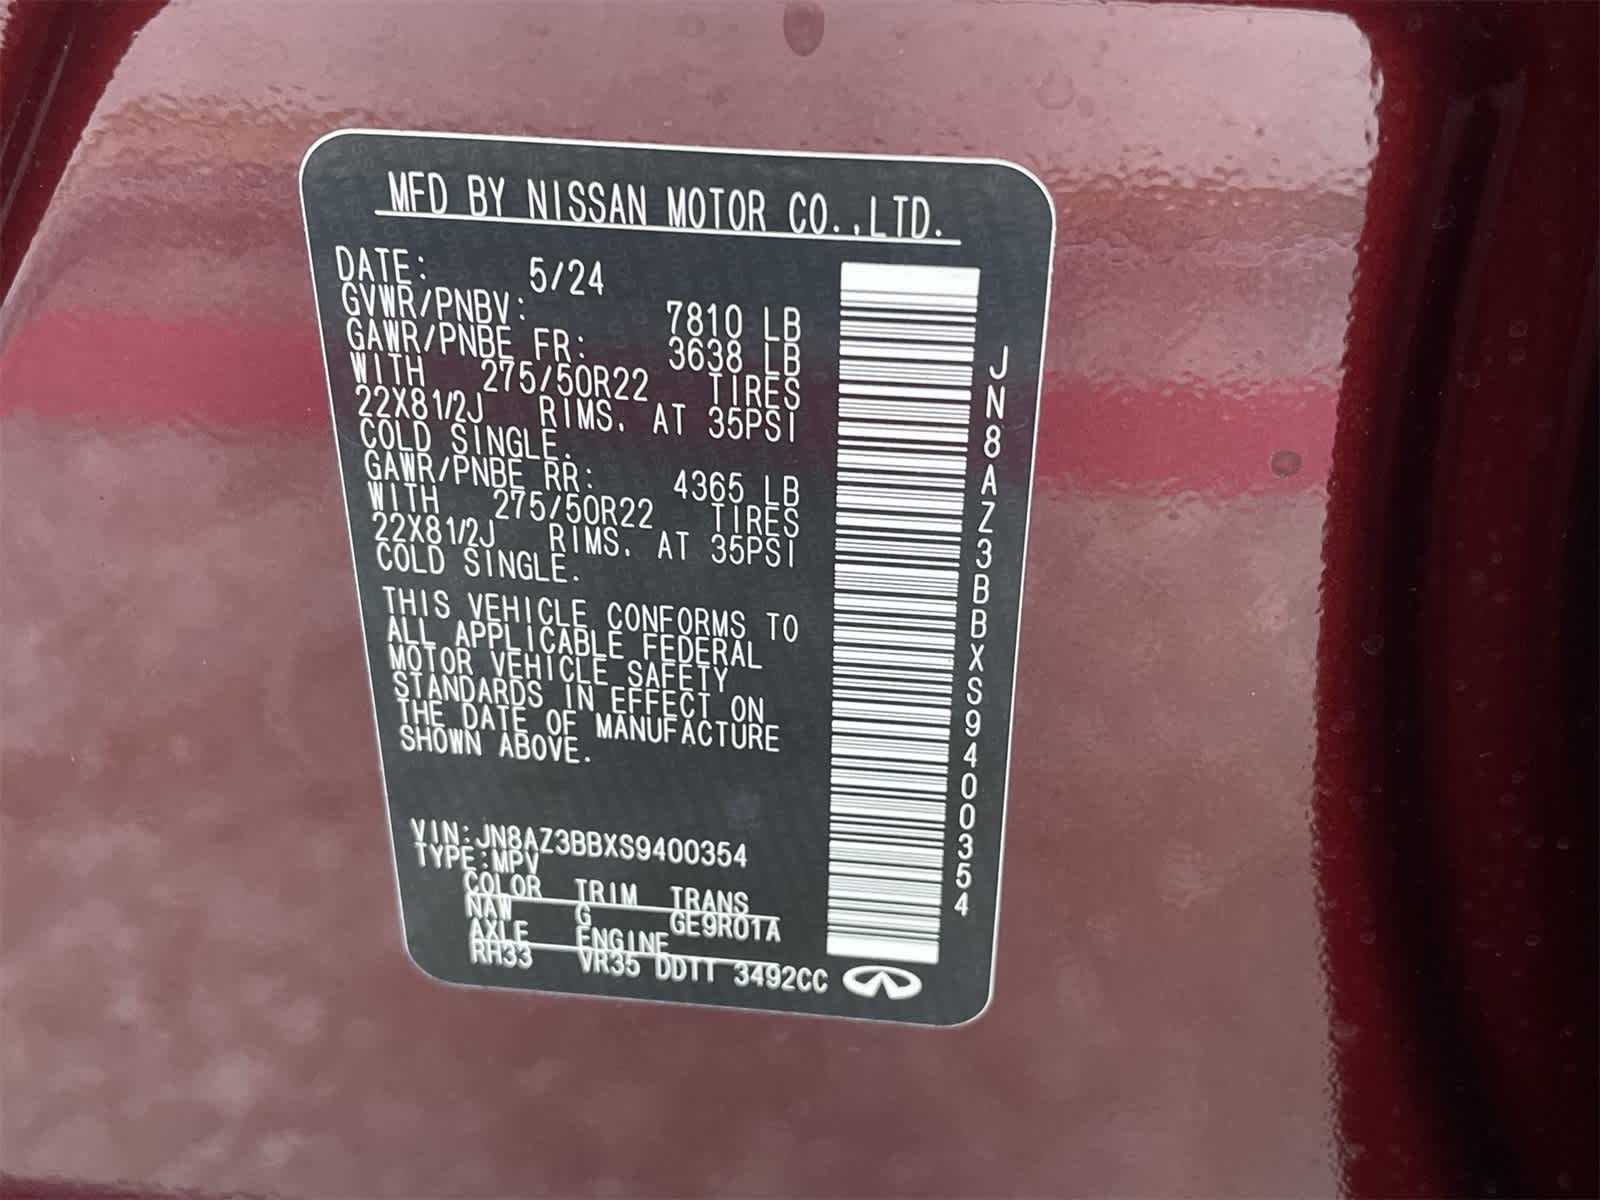 MFD BY NISSAN MOTOR CO.,LTD.
DATE: 5/24
GVWR/PNBV: 7810 LB
GAWR/PNBE FR: 3638 LB
WITH 275/50R22 TIRES
22X81/2J RIMS. AT 35PSI
COLD SINGLE.
GAWR/PNBE RR: 4365 LB
WITH 275/50R22 TIRES
22X81/2J RIMS. AT 35PSI
COLD SINGLE.
THIS VEHICLE CONFORMS TO
ALL APPLICABLE FEDERAL
MOTOR VEHICLE SAFETY
STANDARDS IN EFFECT ON
THE DATE OF MANUFACTURE
SHOWN ABOVE.
VIN:JN8AZ3BBXS9400354
TYPE:MPV
COLOR TRIM TRANS
NAW G GE9R01A
AXLE ENGINE
RH33 VR35 DDTT 3492CC
JN8AZ3BBXS9400354